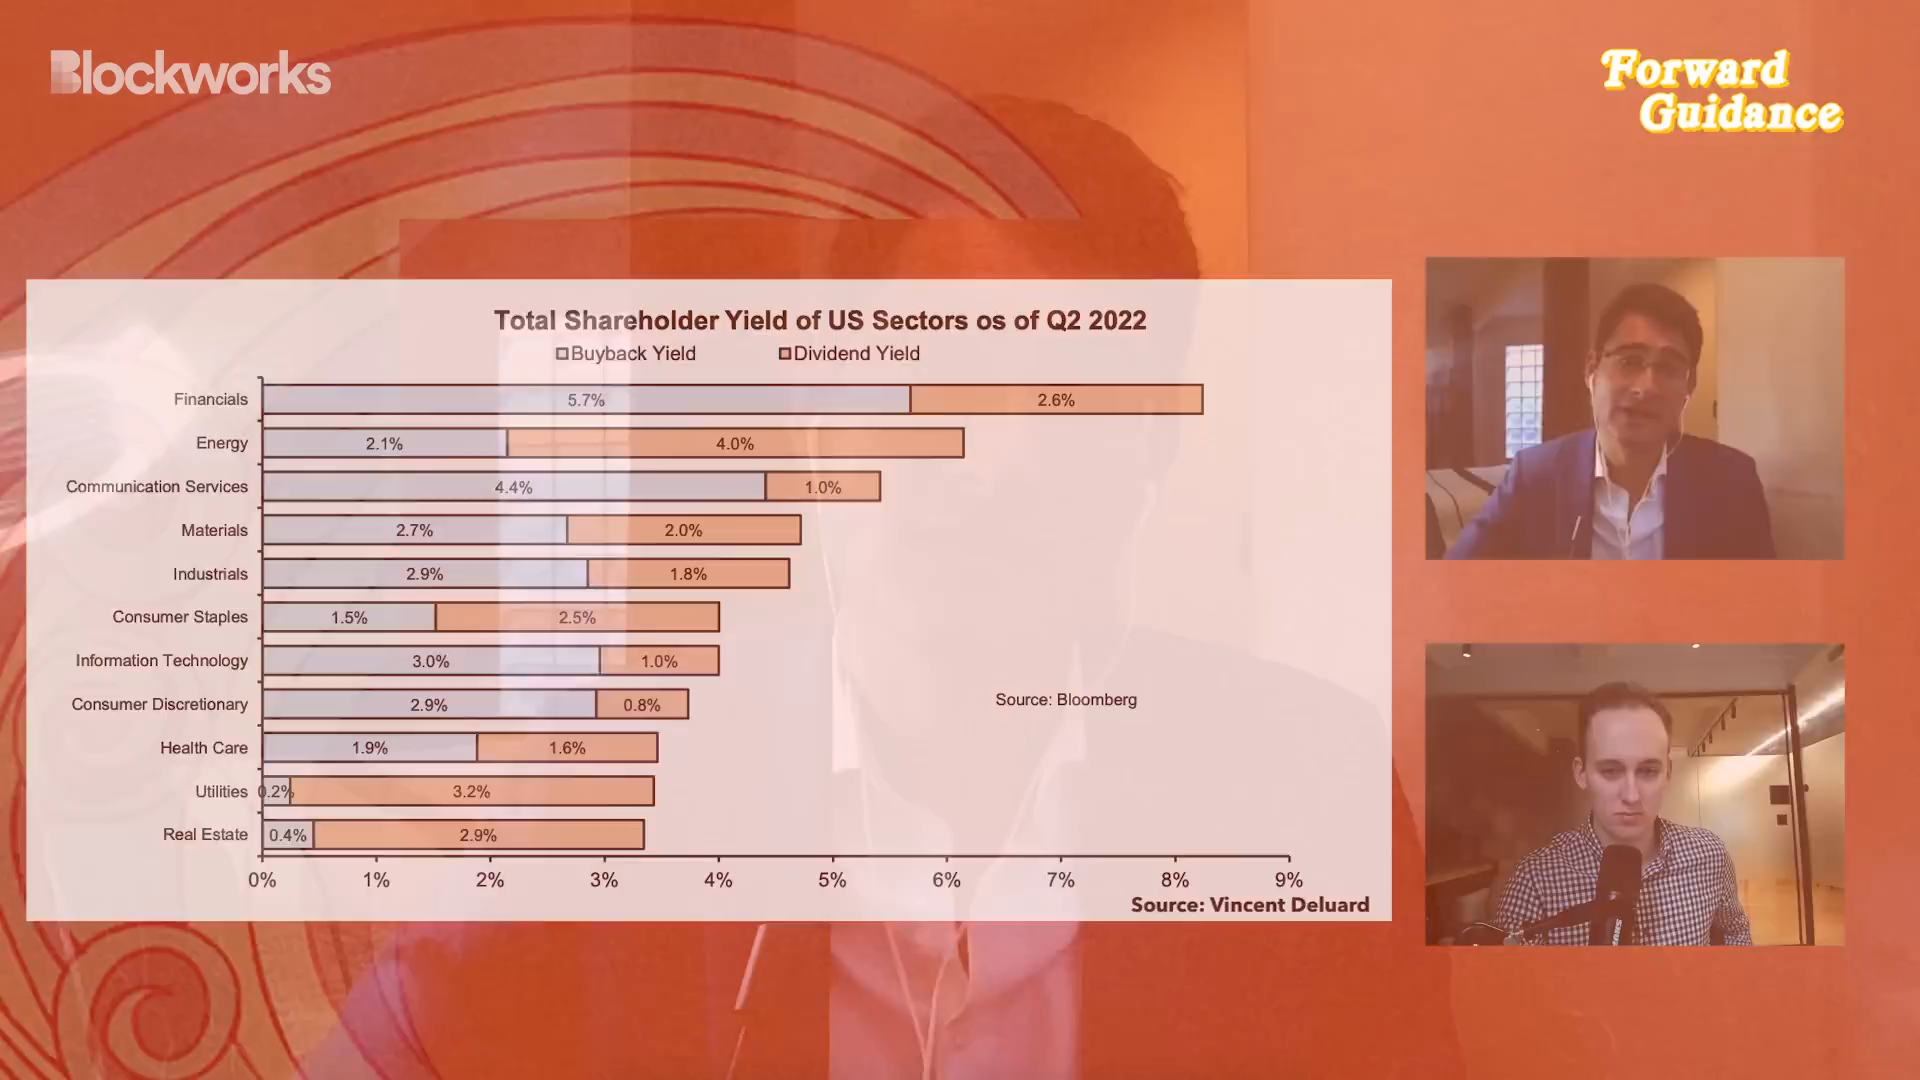 Blockworks
Forward
Guidance
Total Shareholder Yield of US Sectors os of Q2 2022
Buyback Yield Dividend Yield
Financials 5.7% 2.6%
Energy 2.1% 4.0%
Communication Services 4.4% 1.0%
Materials 2.7% 2.0%
Industrials 2.9% 1.8%
Consumer Staples 1.5% 2.5%
Information Technology 3.0% 1.0%
Consumer Discretionary 2.9% 0.8%
Source: Bloomberg
Health Care 1.9% 1.6%
Utilities 0.2% 3.2%
Real Estate 0.4% 2.9%
0% 1% 2% 3% 4% 5% 6% 7% 8% 9%
Source: Vincent Deluard